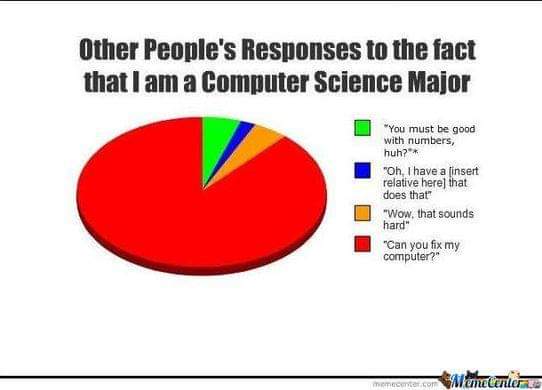 Other People's Responses to the fact
that I am a Computer Science Major
"You must be good
with numbers,
huh?"*
"Oh, I have a [insert
relative here] that
does that"
"Wow, that sounds
hard"
"Can you fix my
computer?"
memecenter.com MemeCenter